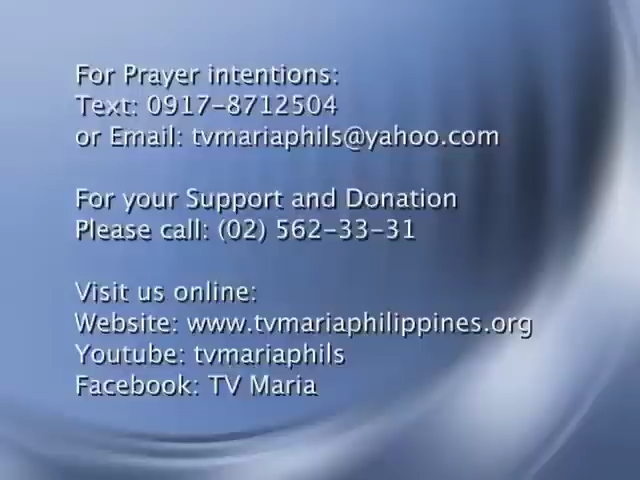 For Prayer intentions:
Text: 0917-8712504
or Email: tvmariaphils@yahoo.com
For your Support and Donation
Please call: (02) 562-33-31
Visit us online:
Website: www.tvmariaphilippines.org
Youtube: tvmariaphils
Facebook: TV Maria